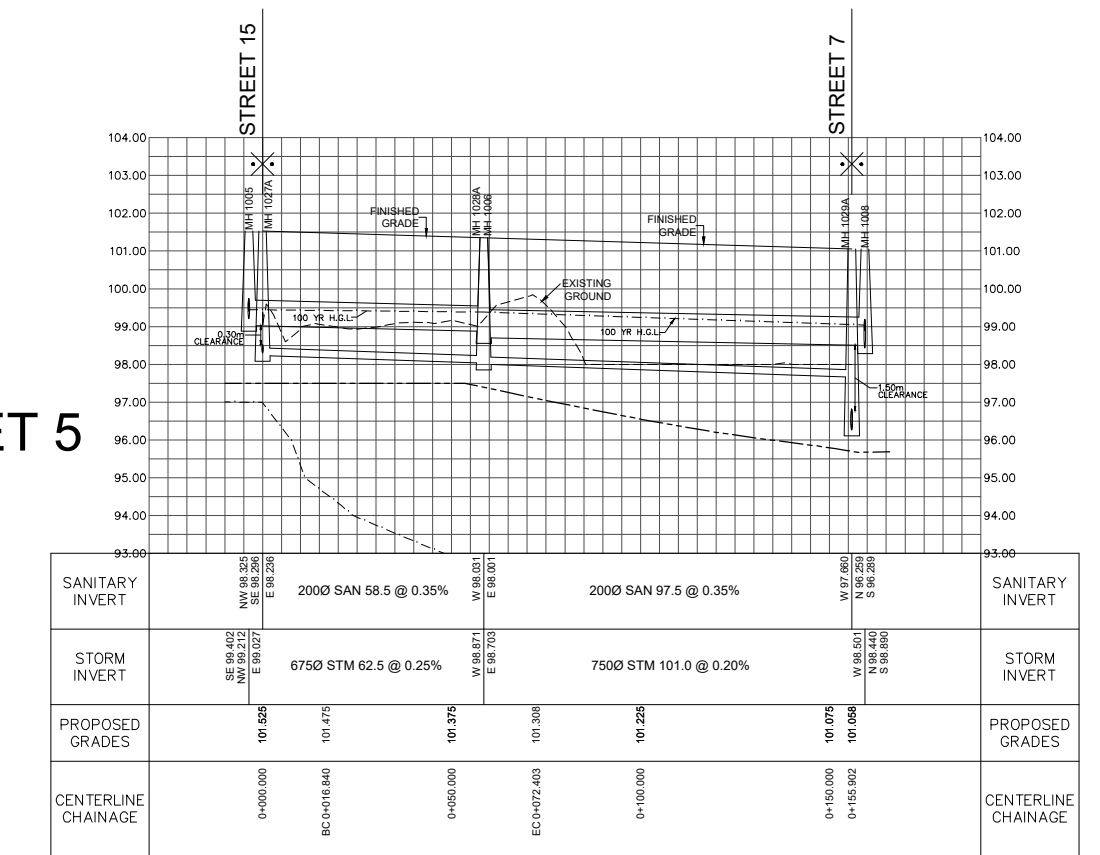 STREET 15
STREET 7
104.00
104.00
103.00
103.00
MH 1005
MH 1027A
FINISHED
GRADE
MH 1028A
MH 1006
FINISHED
GRADE
MH 1029A
MH 1008
102.00
102.00
101.00
101.00
EXISTING
GROUND
100.00
100.00
100 YR H.G.L
100 YR H.G.L
99.00
99.00
0.30m
CLEARANCE
98.00
98.00
1.50m
CLEARANCE
97.00
97.00
ET 5
96.00
96.00
95.00
95.00
94.00
94.00
93.00
93.00
SANITARY
INVERT
NW 98.325
SE 98.296
E 98.236
200Ø SAN 58.5 @ 0.35%
W 98.031
E 98.001
200Ø SAN 97.5 @ 0.35%
W 97.660
N 96.259
S 96.289
SANITARY
INVERT
STORM
INVERT
SE 99.402
NW 99.212
E 99.027
675Ø STM 62.5 @ 0.25%
W 98.871
E 98.703
750Ø STM 101.0 @ 0.20%
W 98.501
N 98.440
S 98.890
STORM
INVERT
PROPOSED
GRADES
101.525
101.475
101.375
101.308
101.225
101.075
101.058
PROPOSED
GRADES
CENTERLINE
CHAINAGE
0+000.000
BC 0+016.840
0+050.000
EC 0+072.403
0+100.000
0+150.000
0+155.902
CENTERLINE
CHAINAGE